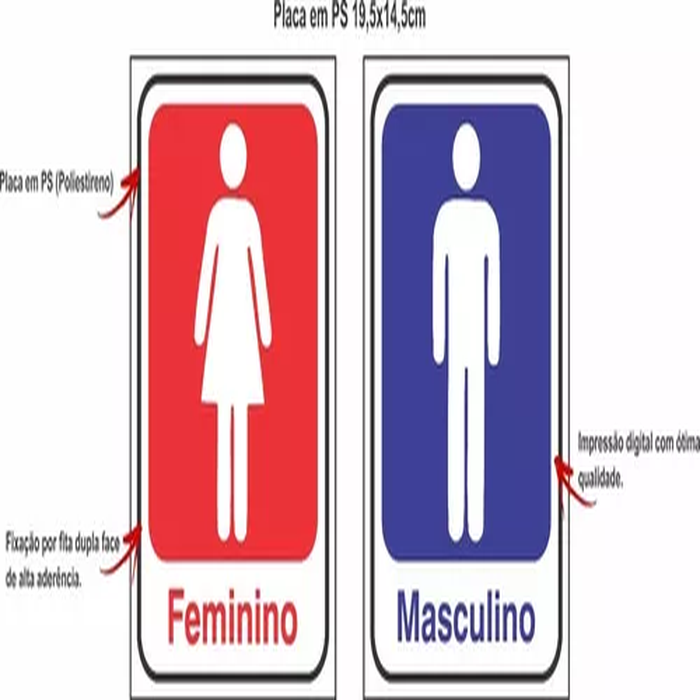 Placa em PS 19,5x14,5cm
Placa em PS (Poliestireno)
Impressão digital com ótima
qualidade.
Fixação por fita dupla face
de alta aderência.
Feminino
Masculino